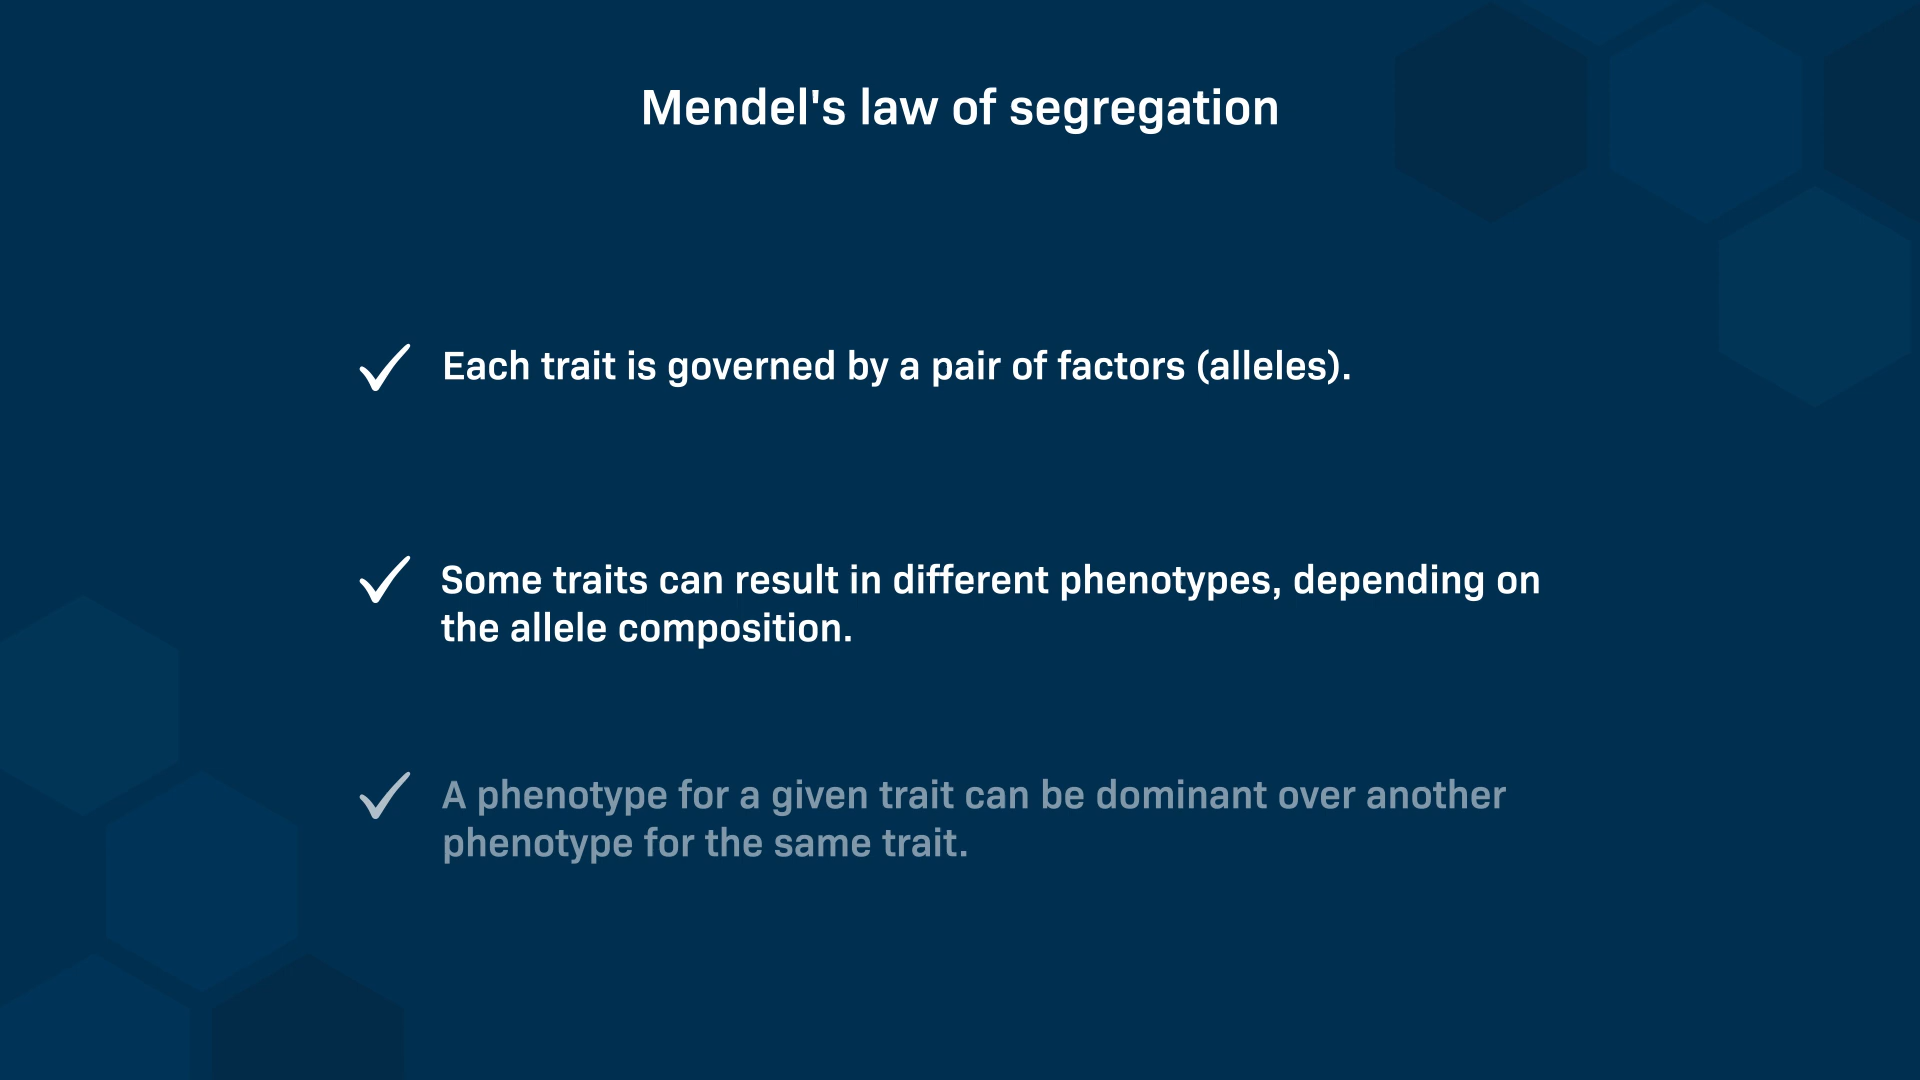 Mendel's law of segregation
Each trait is governed by a pair of factors (alleles).
Some traits can result in different phenotypes, depending on
the allele composition.
A phenotype for a given trait can be dominant over another
phenotype for the same trait.